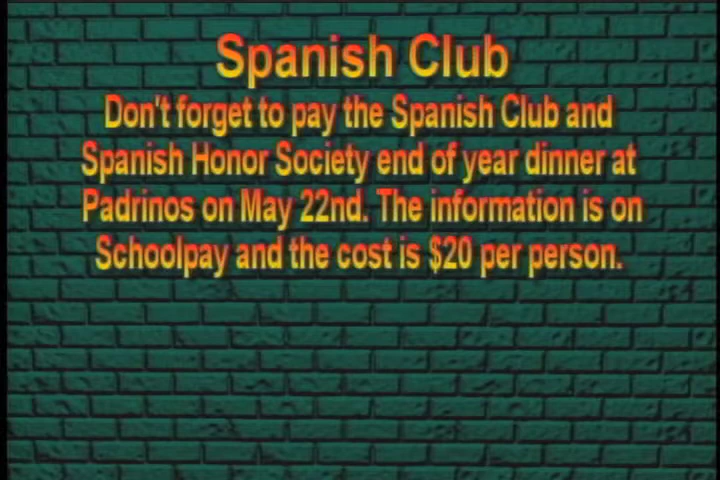 Spanish Club
Don't forget to pay the Spanish Club and
Spanish Honor Society end of year dinner at
Padrinos on May 22nd. The information is on
Schoolpay and the cost is $20 per person.